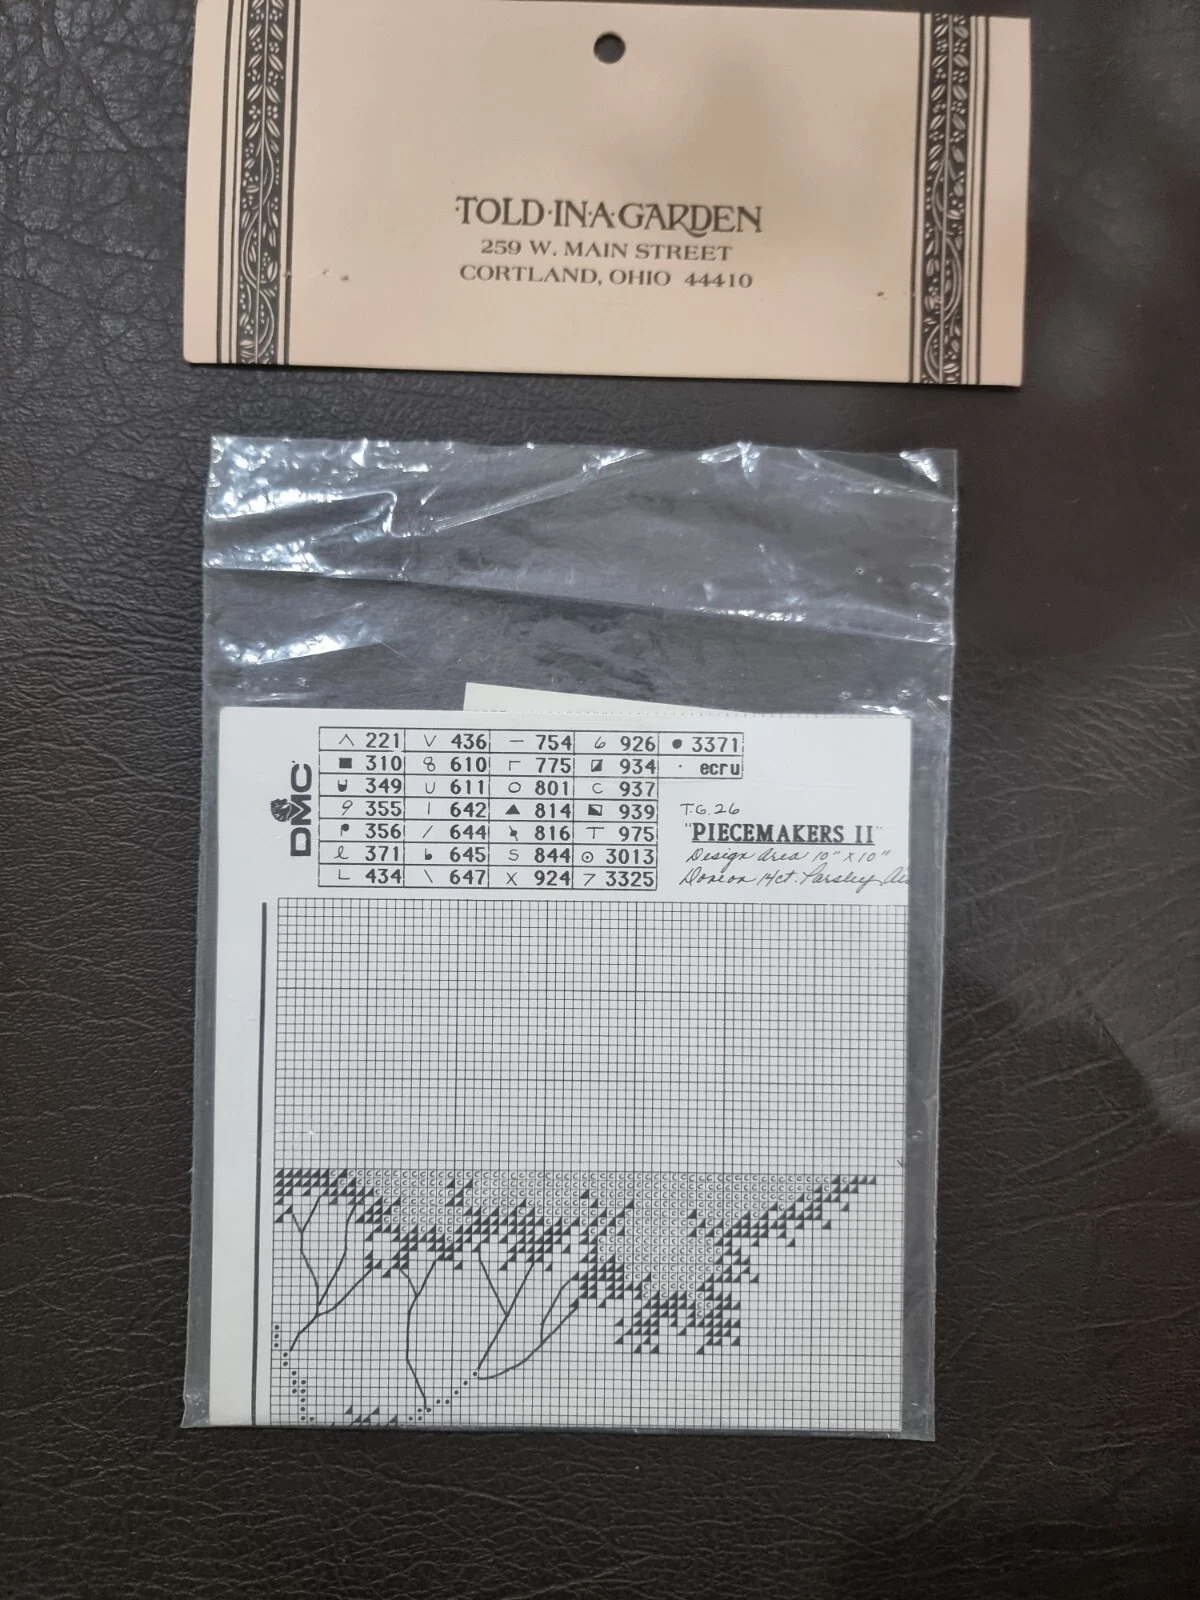 TOLD·IN·A·GARDEN
259 W. MAIN STREET
CORTLAND, OHIO 44410
DMC
221 436 754 926 3371
310 610 775 934 ecru
349 611 801 937
355 642 814 939
356 644 816 975
371 645 844 3013
434 647 924 3325
T.G. 26
"PIECEMAKERS II"
Design Area 10" x 10"
14ct. Parsley